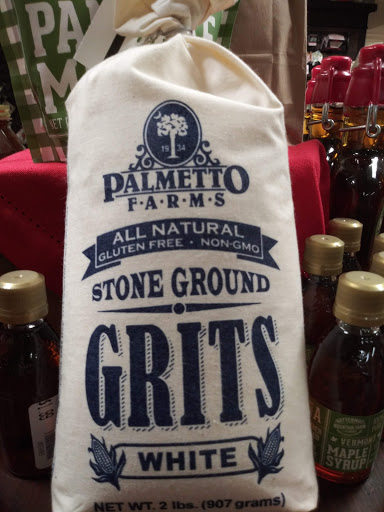 PALMETTO
FARMS
1934
ALL NATURAL
GLUTEN FREE • NON-GMO
STONE GROUND
GRITS
WHITE
NET WT. 2 lbs. (907 grams)
VERMONT
MAPLE
SYRUP